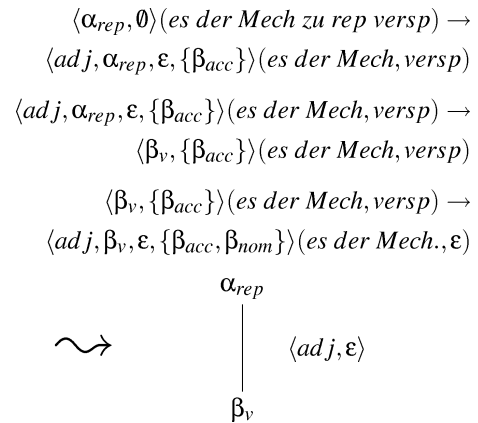 ⟨α_rep, ∅⟩(es der Mech zu rep versp) →
⟨adj, α_rep, ε, {β_acc}⟩(es der Mech, versp)
⟨adj, α_rep, ε, {β_acc}⟩(es der Mech, versp) →
⟨β_v, {β_acc}⟩(es der Mech, versp)
⟨β_v, {β_acc}⟩(es der Mech, versp) →
⟨adj, β_v, ε, {β_acc, β_nom}⟩(es der Mech., ε)
α_rep
⤳ ⟨adj, ε⟩
β_v